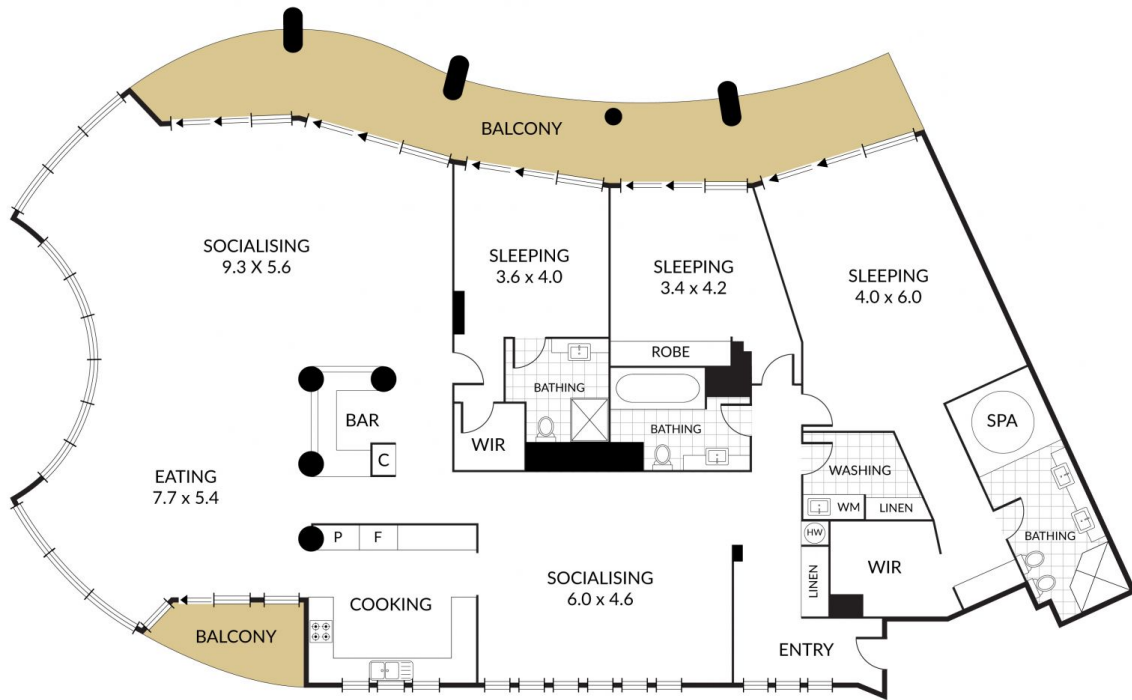 BALCONY
SOCIALISING
9.3 X 5.6
SLEEPING
3.6 x 4.0
SLEEPING
3.4 x 4.2
SLEEPING
4.0 x 6.0
ROBE
BATHING
BAR
SPA
WIR
BATHING
C
WASHING
EATING
7.7 x 5.4
WM
LINEN
P
F
HW
BATHING
WIR
LINEN
SOCIALISING
6.0 x 4.6
COOKING
BALCONY
ENTRY